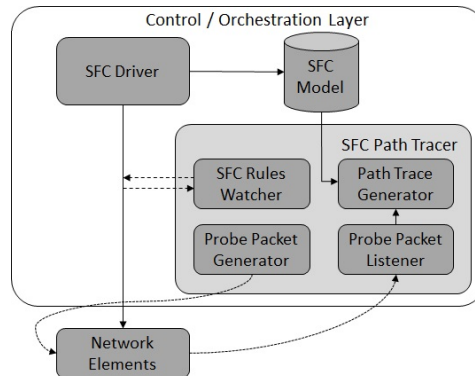 Control / Orchestration Layer
SFC Driver
SFC
Model
SFC Path Tracer
SFC Rules
Watcher
Path Trace
Generator
Probe Packet
Generator
Probe Packet
Listener
Network
Elements